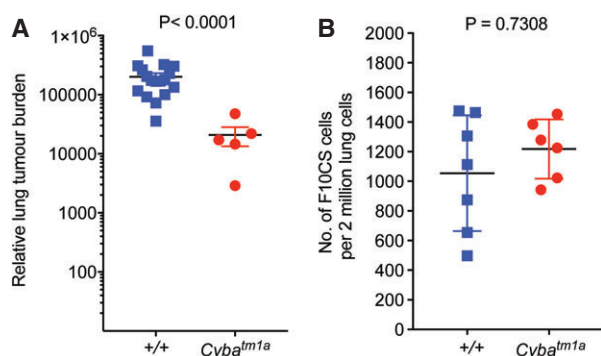 A
P< 0.0001
Relative lung tumour burden
1×10⁶
100000
10000
1000
100
+/+
Cybaᵗᵐ¹ᵃ
B
P = 0.7308
No. of F10CS cells
per 2 million lung cells
2000
1800
1600
1400
1200
1000
800
600
400
200
0
+/+
Cybaᵗᵐ¹ᵃ